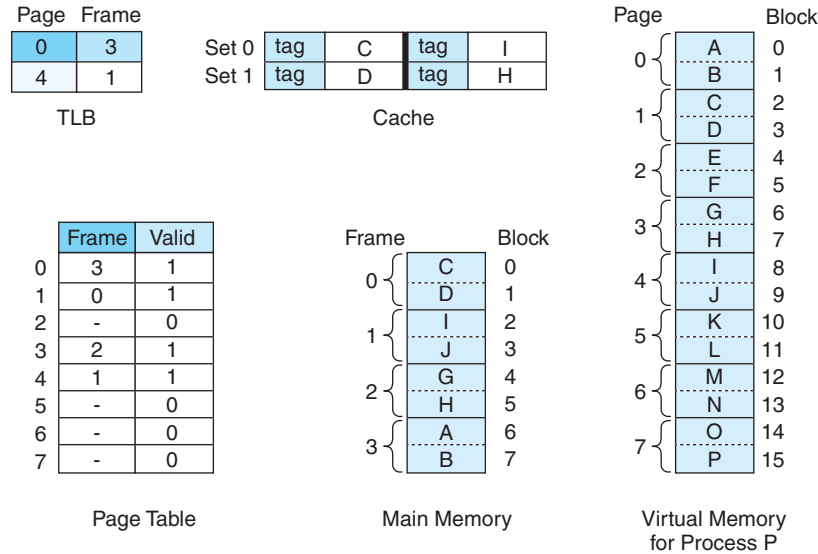 Page Frame
0 3
4 1
TLB
Set 0 tag C tag I
Set 1 tag D tag H
Cache
Page Block
0 A 0
B 1
1 C 2
D 3
2 E 4
F 5
3 G 6
H 7
4 I 8
J 9
5 K 10
L 11
6 M 12
N 13
7 O 14
P 15
Virtual Memory
for Process P
Frame Valid
0 3 1
1 0 1
2 - 0
3 2 1
4 1 1
5 - 0
6 - 0
7 - 0
Page Table
Frame Block
0 C 0
D 1
1 I 2
J 3
2 G 4
H 5
3 A 6
B 7
Main Memory